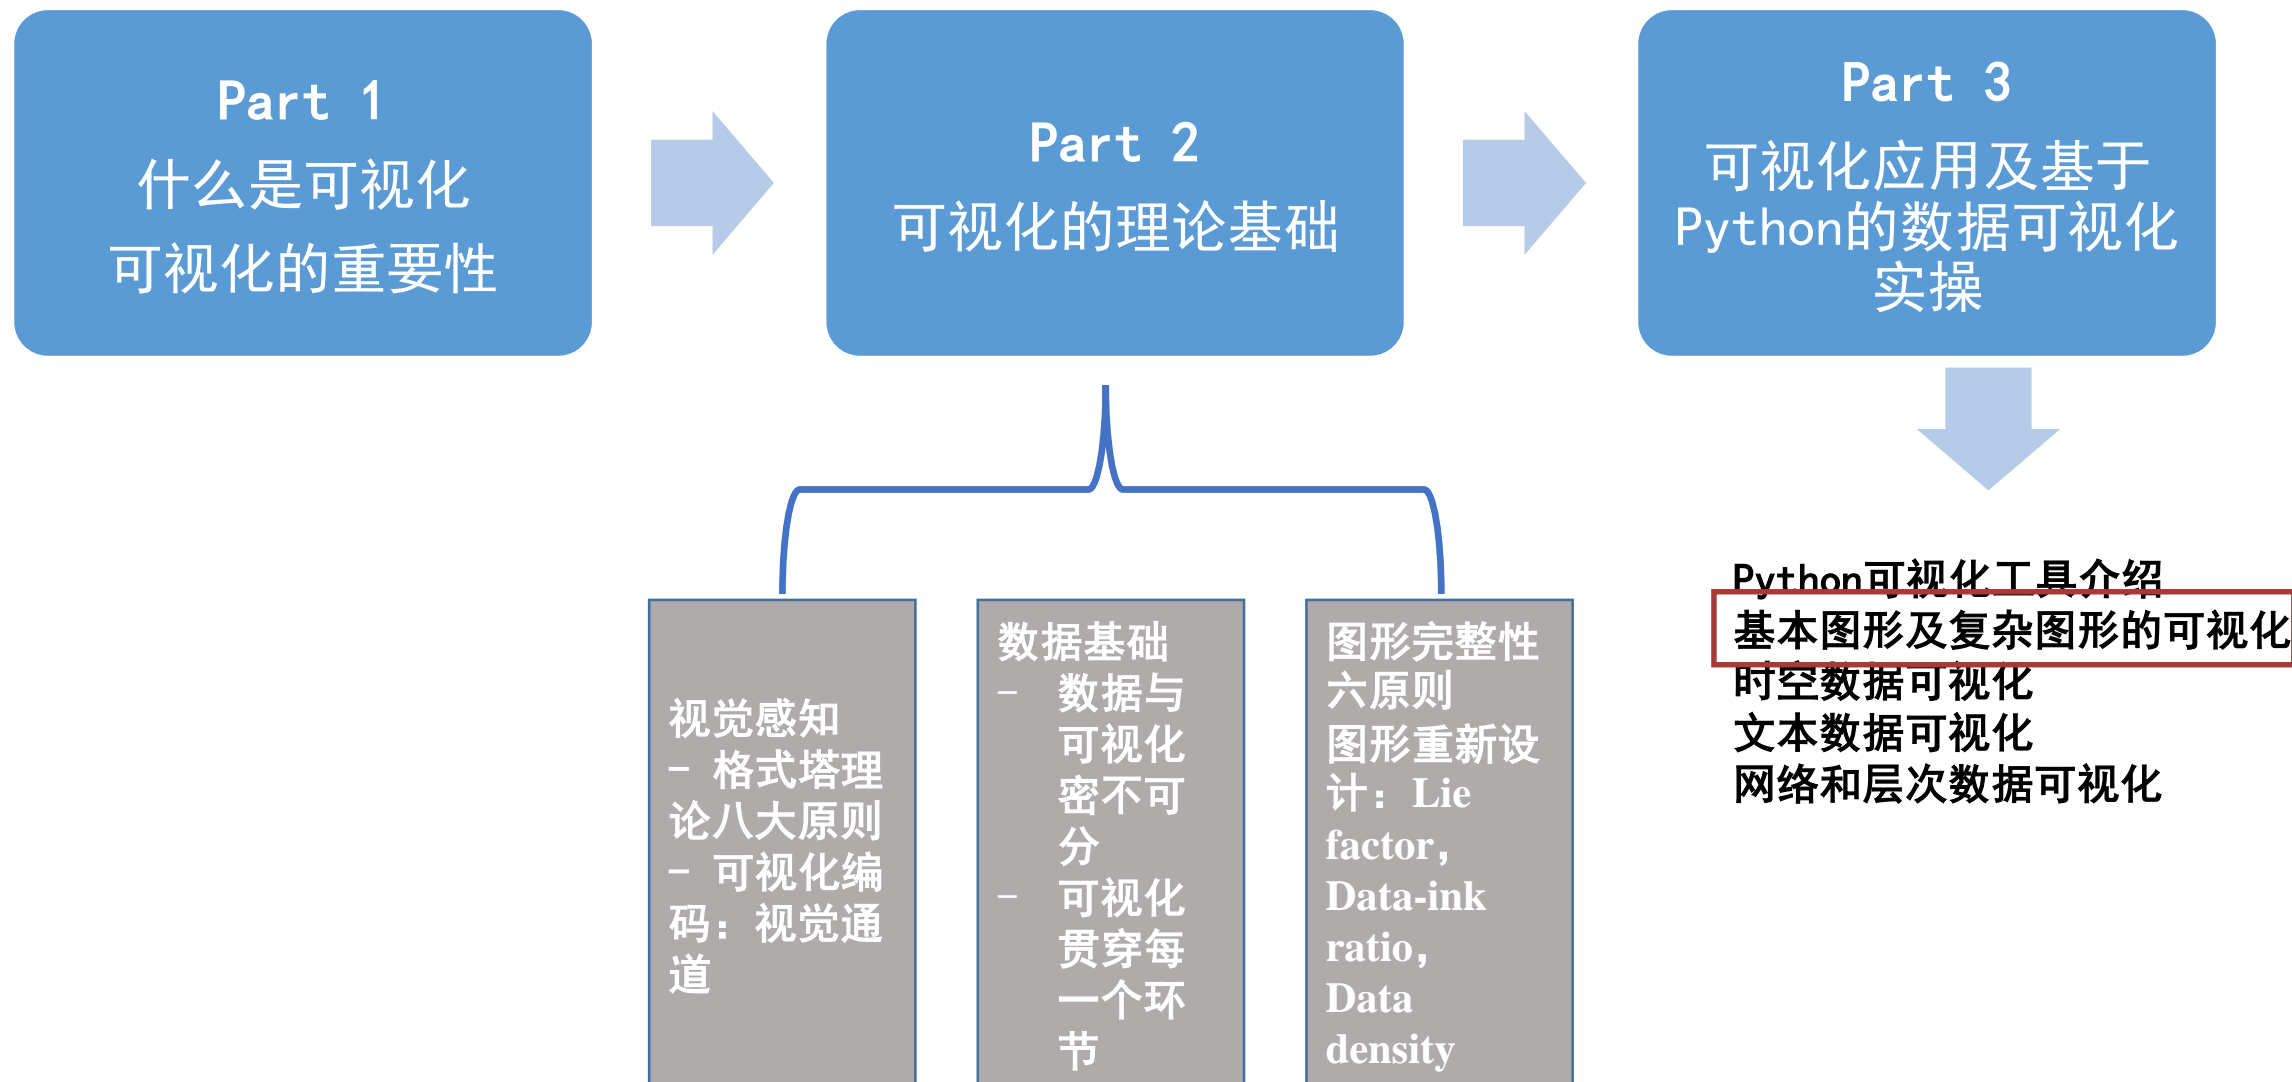 Part 1
什么是可视化
可视化的重要性
Part 2
可视化的理论基础
Part 3
可视化应用及基于
Python的数据可视化
实操
视觉感知
- 格式塔理
论八大原则
- 可视化编
码：视觉通
道
数据基础
- 数据与
可视化
密不可
分
- 可视化
贯穿每
一个环
节
图形完整性
六原则
图形重新设
计：Lie
factor，
Data-ink
ratio，
Data
density
Python可视化工具介绍
基本图形及复杂图形的可视化
时空数据可视化
文本数据可视化
网络和层次数据可视化